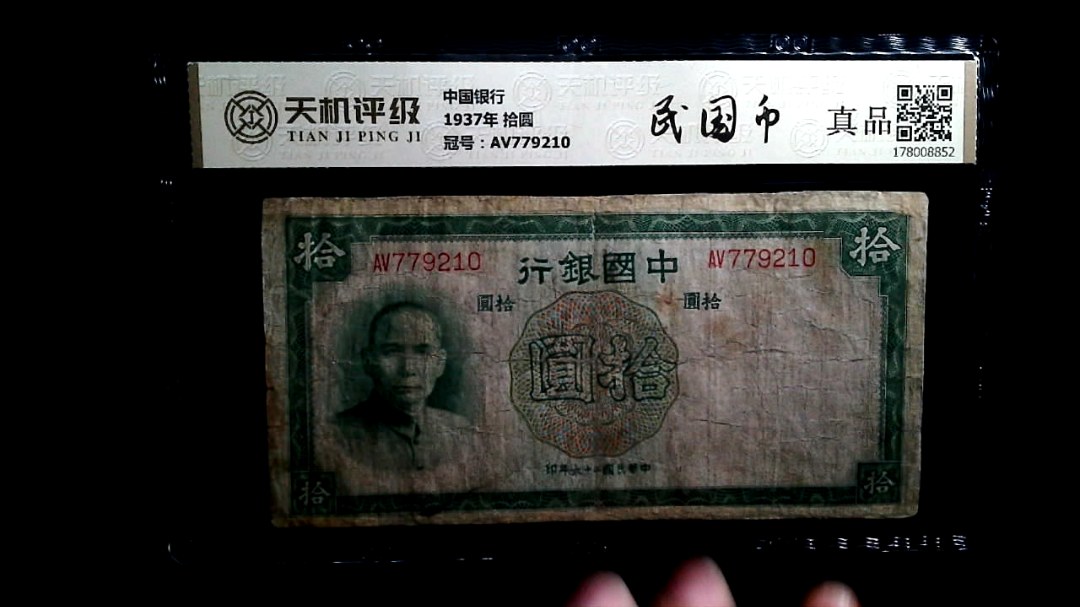 天机评级
TIAN JI PING JI
中国银行
1937年 拾圆
冠号：AV779210
民国币
真品
178008852
拾
AV779210
行銀國中
AV779210
拾
圓拾
圓拾
圓拾
印年六十二國民華中
拾
拾